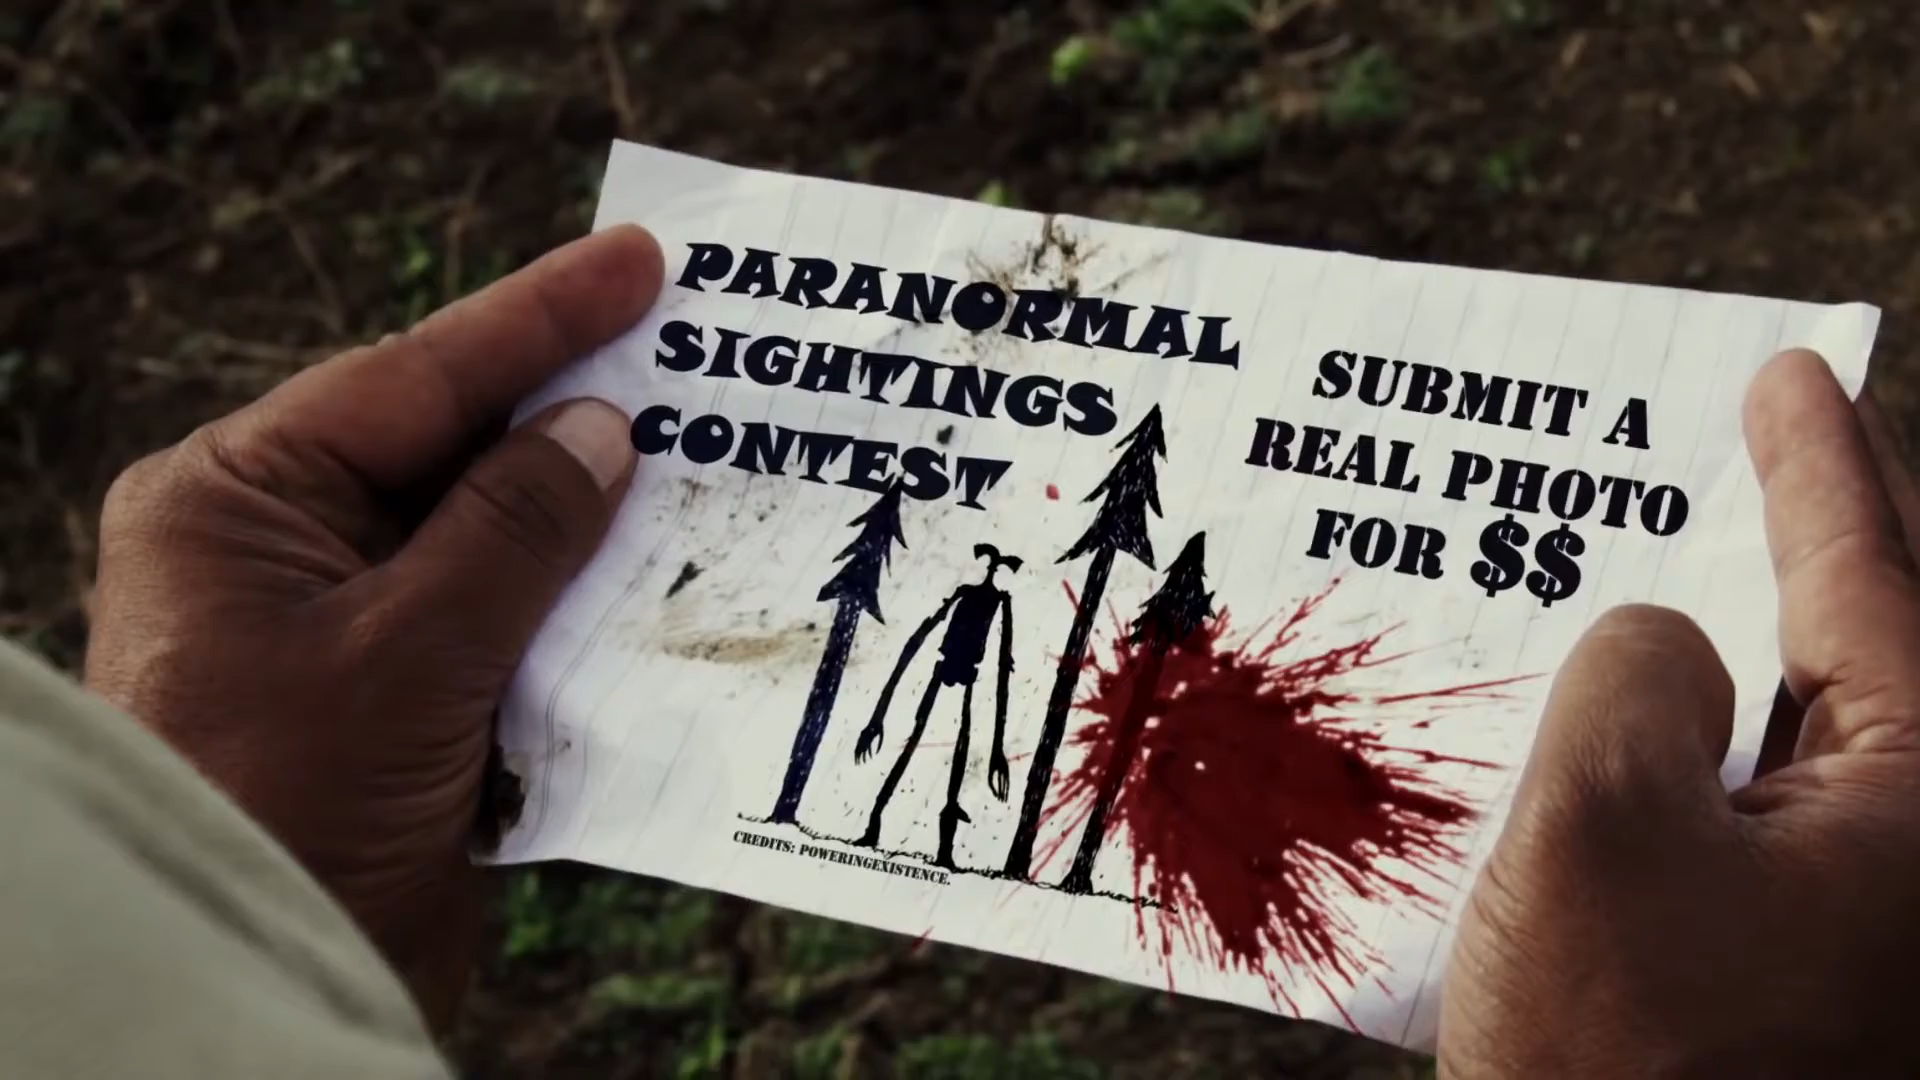 PARANORMAL
SIGHTINGS
CONTEST
SUBMIT A
REAL PHOTO
FOR $$
CREDITS: POWERINGEXISTENCE.